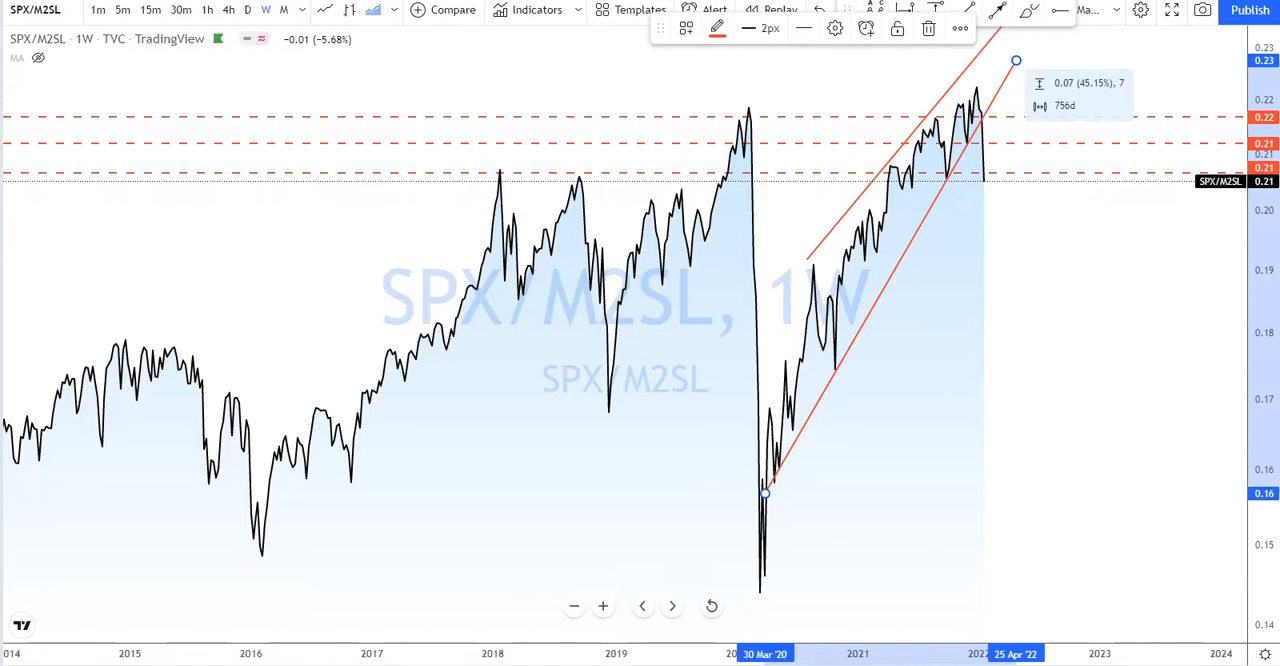 SPX/M2SL 1m 5m 15m 30m 1h 4h D W M Compare Indicators Templates Alert Replay Ma... Publish
2px
SPX/M2SL · 1W · TVC · TradingView -0.01 (-5.68%)
MA
0.07 (45.15%), 7
756d
0.23
0.23
0.22
0.22
0.21
0.21
0.21
SPX/M2SL 0.21
0.20
0.19
0.18
0.17
0.16
0.16
0.15
0.14
SPX/M2SL, 1W
SPX/M2SL
014 2015 2016 2017 2018 2019 30 Mar '20 2021 2022 25 Apr '22 2023 2024